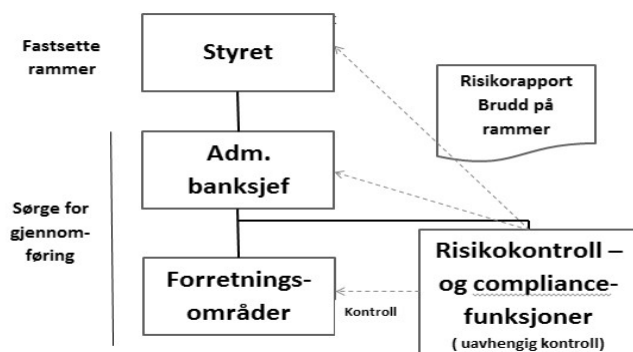 Fastsette
rammer
Styret
Risikorapport
Brudd på
rammer
Adm.
banksjef
Sørge for
gjennom-
føring
Forretnings-
områder
Kontroll
Risikokontroll –
og compliance-
funksjoner
( uavhengig kontroll)